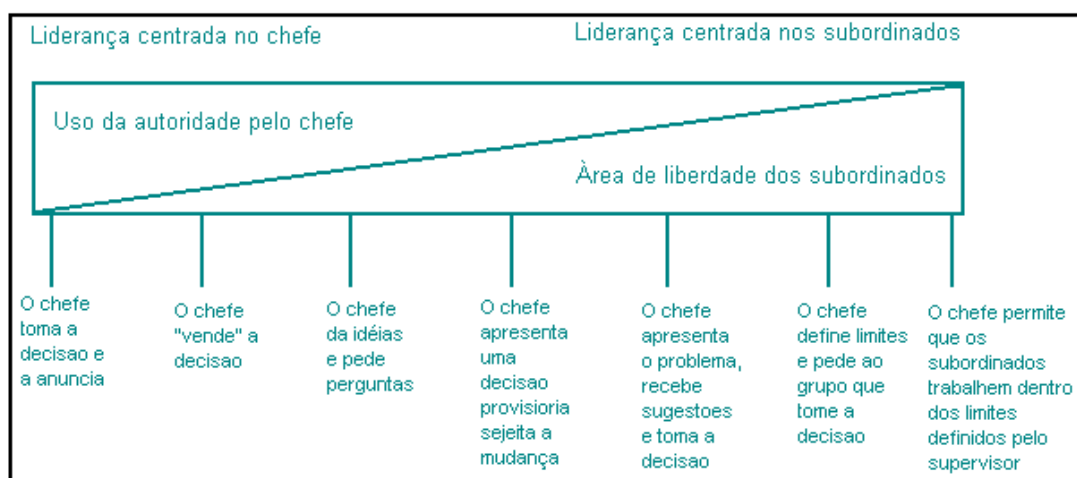 Liderança centrada no chefe
Liderança centrada nos subordinados
Uso da autoridade pelo chefe
Àrea de liberdade dos subordinados
O chefe
toma a
decisao e
a anuncia
O chefe
"vende" a
decisão
O chefe
da idéias
e pede
perguntas
O chefe
apresenta
uma
decisao
provisioria
sejeita a
mudança
O chefe
apresenta
o problema,
recebe
sugestoes
e toma a
decisao
O chefe
define limites
e pede ao
grupo que
tome a
decisao
O chefe permite
que os
subordinados
trabalhem dentro
dos limites
definidos pelo
supervisor